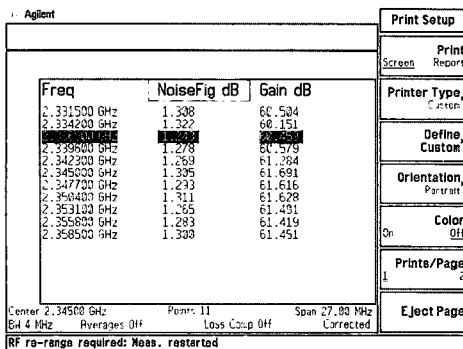 Agilent
Print Setup
Print
Screen Report
Printer Type,
Custom
Define,
Custom
Orientation,
Portrait
Color
On Off
Prints/Page
1 2
Eject Page
Freq NoiseFig dB Gain dB
2.331500 GHz 1.308 60.504
2.334200 GHz 1.322 60.151
2.339600 GHz 1.278 60.579
2.342300 GHz 1.269 61.284
2.345000 GHz 1.305 61.691
2.347700 GHz 1.293 61.616
2.350400 GHz 1.311 61.628
2.353100 GHz 1.265 61.491
2.355800 GHz 1.283 61.419
2.358500 GHz 1.300 61.451
Center 2.34500 GHz Points 11 Span 27.00 MHz
BW 4 MHz Averages Off Loss Comp Off Corrected
RF re-range required: Meas. restarted